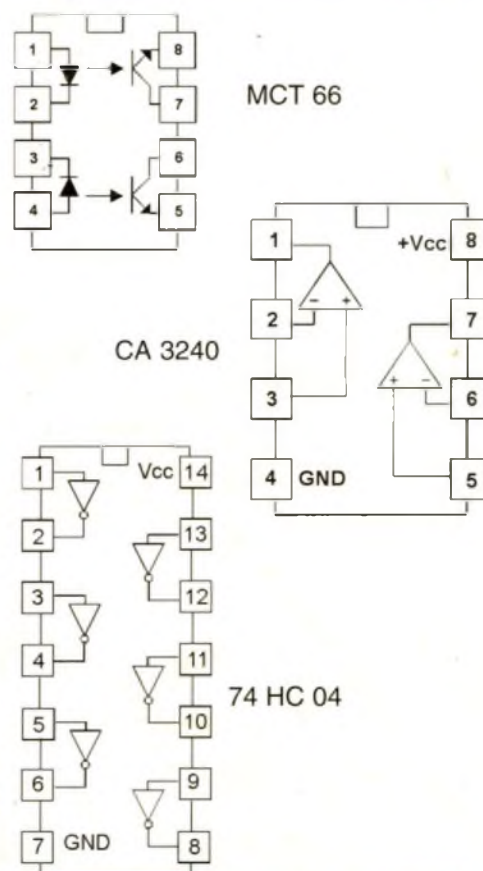 1 8
2 7
MCT 66
3 6
4 5
1 +Vcc 8
- +
2 7
CA 3240
+ -
3 6
4 GND 5
1 Vcc 14
2 13
3 12
4 11
74 HC 04
5 10
6 9
7 GND 8